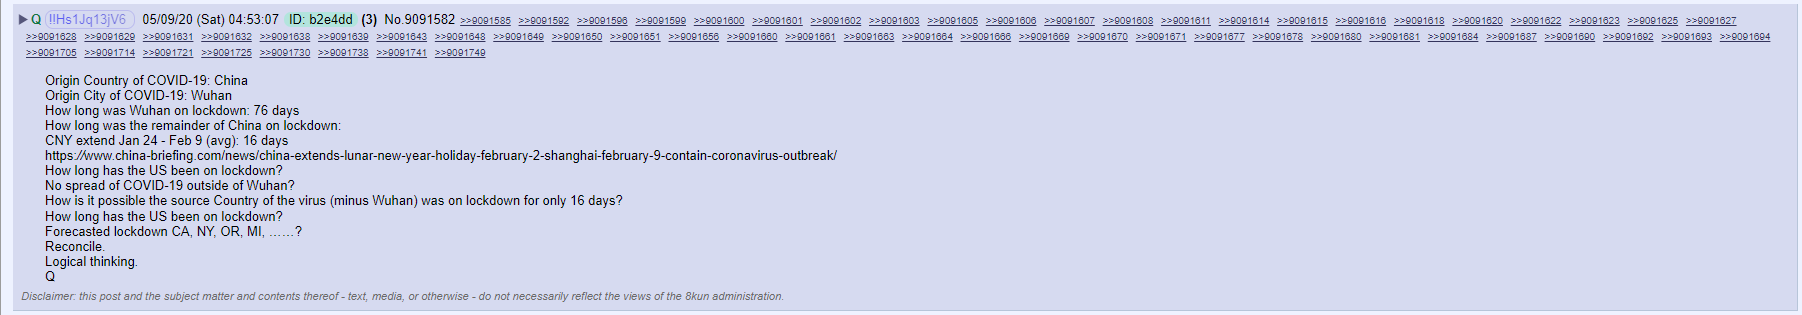 ▶ Q !!Hs1Jq13jV6 05/09/20 (Sat) 04:53:07 ID: b2e4dd (3) No.9091582 >>9091585 >>9091592 >>9091596 >>9091599 >>9091600 >>9091601 >>9091602 >>9091603 >>9091605 >>9091606 >>9091607 >>9091608 >>9091611 >>9091614 >>9091615 >>9091616 >>9091618 >>9091620 >>9091622 >>9091623 >>9091625 >>9091627
>>9091628 >>9091629 >>9091631 >>9091632 >>9091638 >>9091639 >>9091643 >>9091648 >>9091649 >>9091650 >>9091651 >>9091656 >>9091660 >>9091661 >>9091663 >>9091664 >>9091666 >>9091669 >>9091670 >>9091671 >>9091677 >>9091678 >>9091680 >>9091681 >>9091684 >>9091687 >>9091690 >>9091692 >>9091693 >>9091694
>>9091705 >>9091714 >>9091721 >>9091725 >>9091730 >>9091738 >>9091741 >>9091749
Origin Country of COVID-19: China
Origin City of COVID-19: Wuhan
How long was Wuhan on lockdown: 76 days
How long was the remainder of China on lockdown:
CNY extend Jan 24 - Feb 9 (avg): 16 days
https://www.china-briefing.com/news/china-extends-lunar-new-year-holiday-february-2-shanghai-february-9-contain-coronavirus-outbreak/
How long has the US been on lockdown?
No spread of COVID-19 outside of Wuhan?
How is it possible the source Country of the virus (minus Wuhan) was on lockdown for only 16 days?
How long has the US been on lockdown?
Forecasted lockdown CA, NY, OR, MI, ……?
Reconcile.
Logical thinking.
Q
Disclaimer: this post and the subject matter and contents thereof - text, media, or otherwise - do not necessarily reflect the views of the 8kun administration.